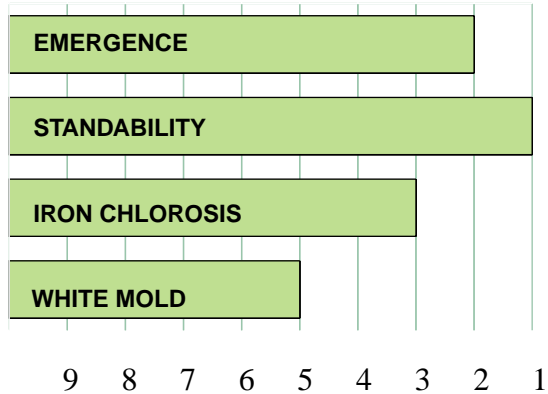 EMERGENCE
STANDABILITY
IRON CHLOROSIS
WHITE MOLD
9 8 7 6 5 4 3 2 1